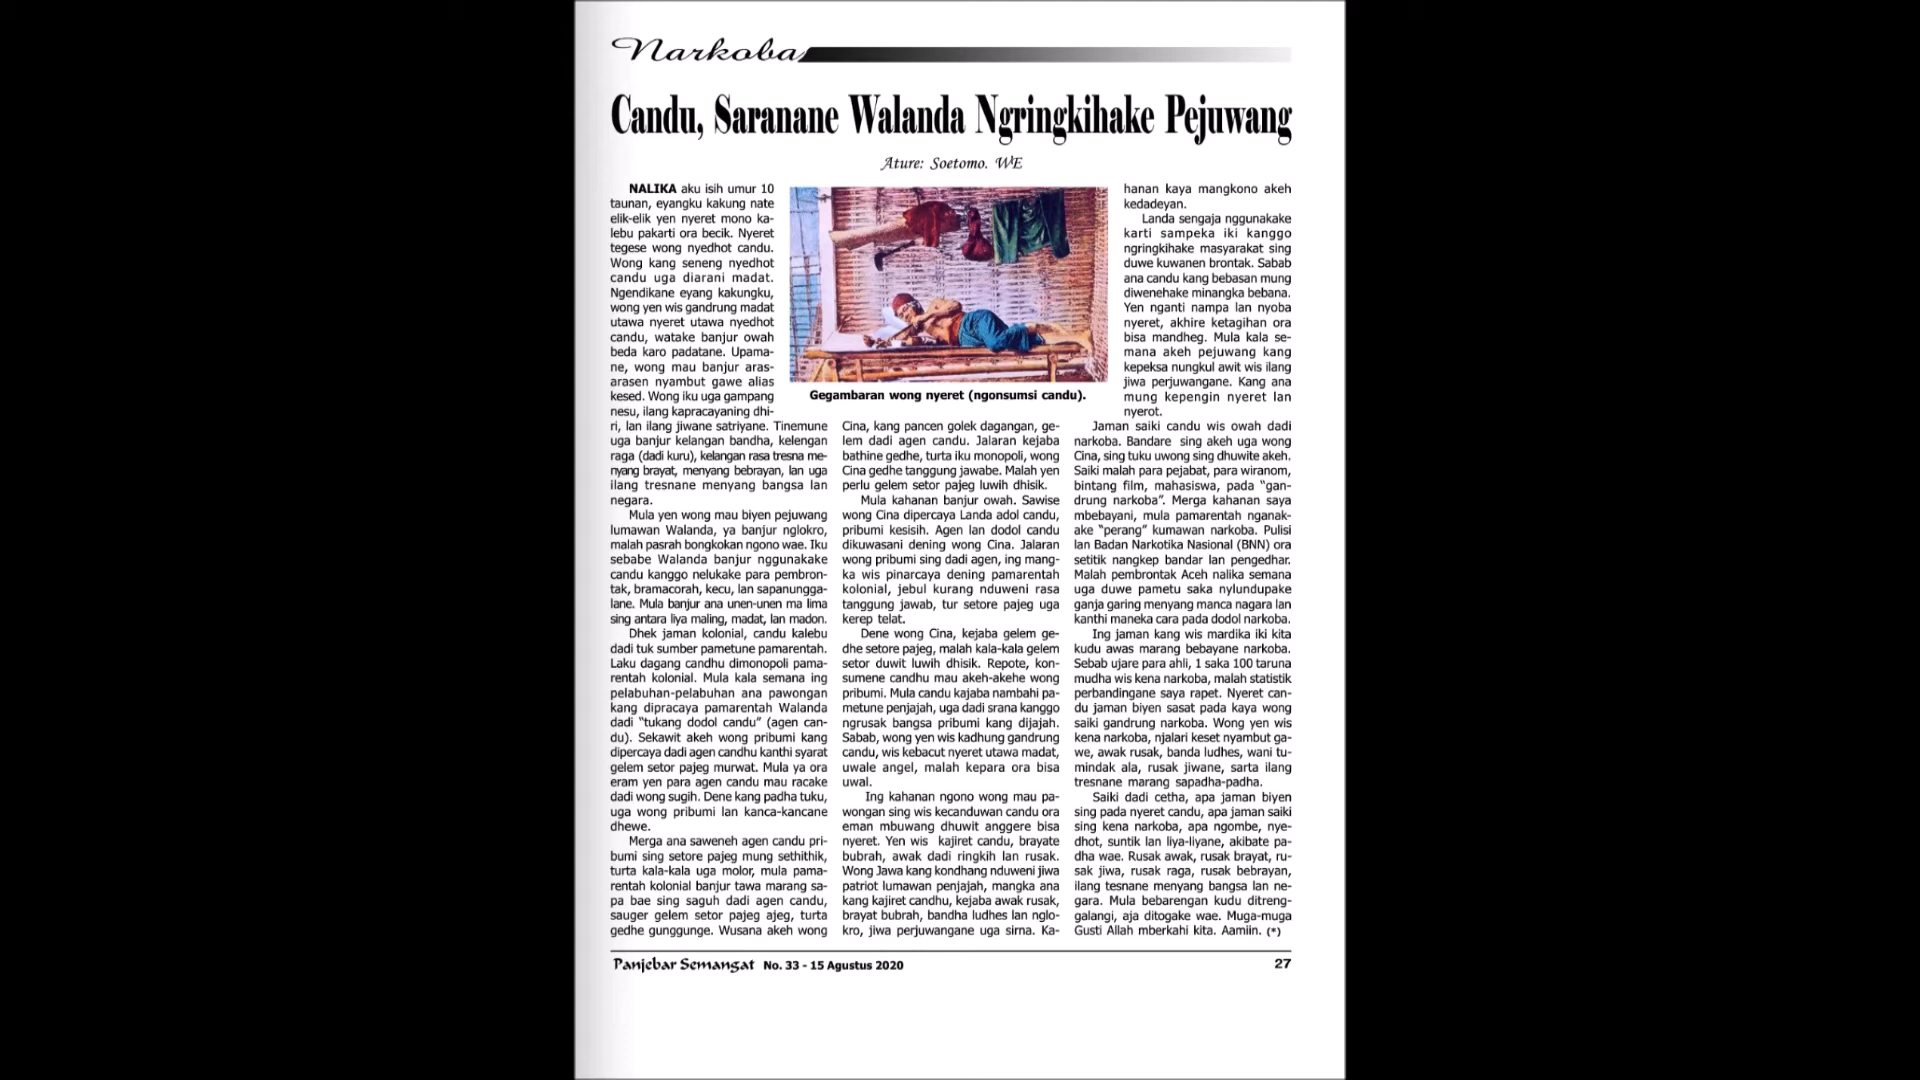 Narkoba
Candu, Saranane Walanda Ngringkihake Pejuwang
Ature: Soetomo. WE
NALIKA aku isih umur 10
taunan, eyangku kakung nate
elik-elik yen nyeret mono ka-
lebu pakarti ora becik. Nyeret
tegese wong nyedhot candu.
Wong kang seneng nyedhot
candu uga diarani madat.
Ngendikane eyang kakungku,
wong yen wis gandrung madat
utawa nyeret utawa nyedhot
candu, watake banjur owah
beda karo padatane. Upama-
ne, wong mau banjur aras-
arasen nyambut gawe alias
kesed. Wong iku uga gampang
nesu, ilang kapracayaning dhi-
ri, lan ilang jiwane satriyane. Tinemune
uga banjur kelangan bandha, kelengan
raga (dadi kuru), kelangan rasa tresna me-
nyang brayat, menyang bebrayan, lan uga
ilang tresnane menyang bangsa lan
negara.
Mula yen wong mau biyen pejuwang
lumawan Walanda, ya banjur nglokro,
malah pasrah bongkokan ngono wae. Iku
sebabe Walanda banjur nggunakake
candu kanggo nelukake para pembron-
tak, bramacorah, kecu, lan sapanungga-
lane. Mula banjur ana unen-unen ma lima
sing antara liya maling, madat, lan madon.
Dhek jaman kolonial, candu kalebu
dadi tuk sumber pametune pamarentah.
Laku dagang candhu dimonopoli pama-
rentah kolonial. Mula kala semana ing
pelabuhan-pelabuhan ana pawongan
kang dipracaya pamarentah Walanda
dadi “tukang dodol candu” (agen can-
du). Sekawit akeh wong pribumi kang
dipercaya dadi agen candhu kanthi syarat
gelem setor pajeg murwat. Mula ya ora
eram yen para agen candu mau racake
dadi wong sugih. Dene kang padha tuku,
uga wong pribumi lan kanca-kancane
dhewe.
Merga ana saweneh agen candu pri-
bumi sing setore pajeg mung sethithik,
turta kala-kala uga molor, mula pama-
rentah kolonial banjur tawa marang sa-
pa bae sing saguh dadi agen candu,
sauger gelem setor pajeg ajeg, turta
gedhe gunggunge. Wusana akeh wong
Gegambaran wong nyeret (ngonsumsi candu).
Cina, kang pancen golek dagangan, ge-
lem dadi agen candu. Jalaran kejaba
bathine gedhe, turta iku monopoli, wong
Cina gedhe tanggung jawabe. Malah yen
perlu gelem setor pajeg luwih dhisik.
Mula kahanan banjur owah. Sawise
wong Cina dipercaya Landa adol candu,
pribumi kesisih. Agen lan dodol candu
dikuwasani dening wong Cina. Jalaran
wong pribumi sing dadi agen, ing mang-
ka wis pinarcaya dening pamarentah
kolonial, jebul kurang nduweni rasa
tanggung jawab, tur setore pajeg uga
kerep telat.
Dene wong Cina, kejaba gelem ge-
dhe setore pajeg, malah kala-kala gelem
setor duwit luwih dhisik. Repote, kon-
sumene candhu mau akeh-akehe wong
pribumi. Mula candu kajaba nambahi pa-
metune penjajah, uga dadi srana kanggo
ngrusak bangsa pribumi kang dijajah.
Sabab, wong yen wis kadhung gandrung
candu, wis kebacut nyeret utawa madat,
uwale angel, malah kepara ora bisa
uwal.
Ing kahanan ngono wong mau pa-
wongan sing wis kecanduwan candu ora
eman mbuwang dhuwit anggere bisa
nyeret. Yen wis kajiret candu, brayate
bubrah, awak dadi ringkih lan rusak.
Wong Jawa kang kondhang nduweni jiwa
patriot lumawan penjajah, mangka ana
kang kajiret candhu, kejaba awak rusak,
brayat bubrah, bandha ludhes lan nglo-
kro, jiwa perjuwangane uga sirna. Ka-
hanan kaya mangkono akeh
kedadeyan.
Landa sengaja nggunakake
karti sampeka iki kanggo
ngringkihake masyarakat sing
duwe kuwanen brontak. Sabab
ana candu kang bebasan mung
diwenehake minangka bebana.
Yen nganti nampa lan nyoba
nyeret, akhire ketagihan ora
bisa mandheg. Mula kala se-
mana akeh pejuwang kang
kepeksa nungkul awit wis ilang
jiwa perjuwangane. Kang ana
mung kepengin nyeret lan
nyerot.
Jaman saiki candu wis owah dadi
narkoba. Bandare sing akeh uga wong
Cina, sing tuku uwong sing dhuwite akeh.
Saiki malah para pejabat, para wiranom,
bintang film, mahasiswa, pada “gan-
drung narkoba”. Merga kahanan saya
mbebayani, mula pamarentah nganak-
ake “perang” kumawan narkoba. Pulisi
lan Badan Narkotika Nasional (BNN) ora
setitik nangkep bandar lan pengedhar.
Malah pembrontak Aceh nalika semana
uga duwe pametu saka nylundupake
ganja garing menyang manca nagara lan
kanthi maneka cara pada dodol narkoba.
Ing jaman kang wis mardika iki kita
kudu awas marang bebayane narkoba.
Sebab ujare para ahli, 1 saka 100 taruna
mudha wis kena narkoba, malah statistik
perbandingane saya rapet. Nyeret can-
du jaman biyen sasat pada kaya wong
saiki gandrung narkoba. Wong yen wis
kena narkoba, njalari keset nyambut ga-
we, awak rusak, banda ludhes, wani tu-
mindak ala, rusak jiwane, sarta ilang
tresnane marang sapadha-padha.
Saiki dadi cetha, apa jaman biyen
sing pada nyeret candu, apa jaman saiki
sing kena narkoba, apa ngombe, nye-
dhot, suntik lan liya-liyane, akibate pa-
dha wae. Rusak awak, rusak brayat, ru-
sak jiwa, rusak raga, rusak bebrayan,
ilang tesnane menyang bangsa lan ne-
gara. Mula bebarengan kudu ditreng-
galangi, aja ditogake wae. Muga-muga
Gusti Allah mberkahi kita. Aamiin. (*)
Panjebar Semangat No. 33 - 15 Agustus 2020
27